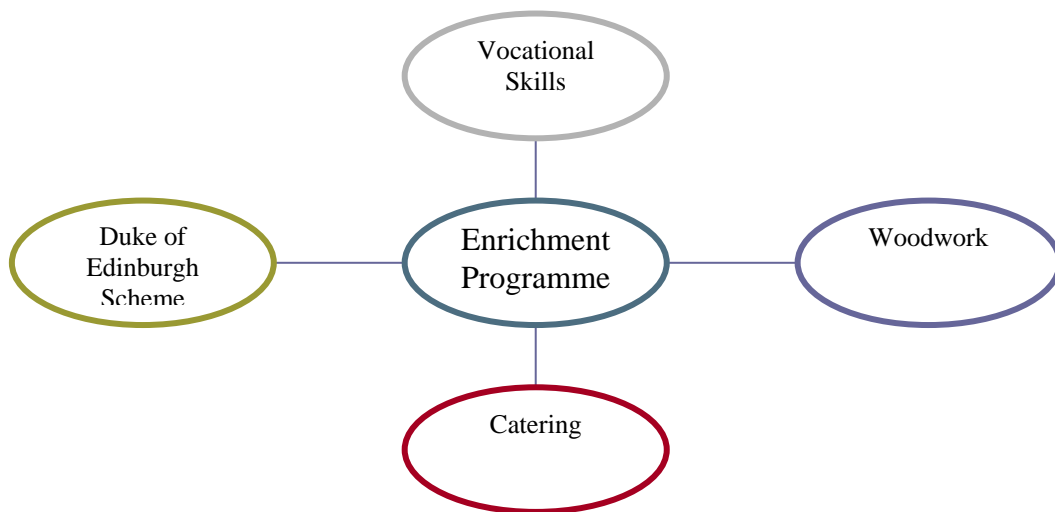 Vocational
Skills
Duke of
Edinburgh
Scheme
Enrichment
Programme
Woodwork
Catering